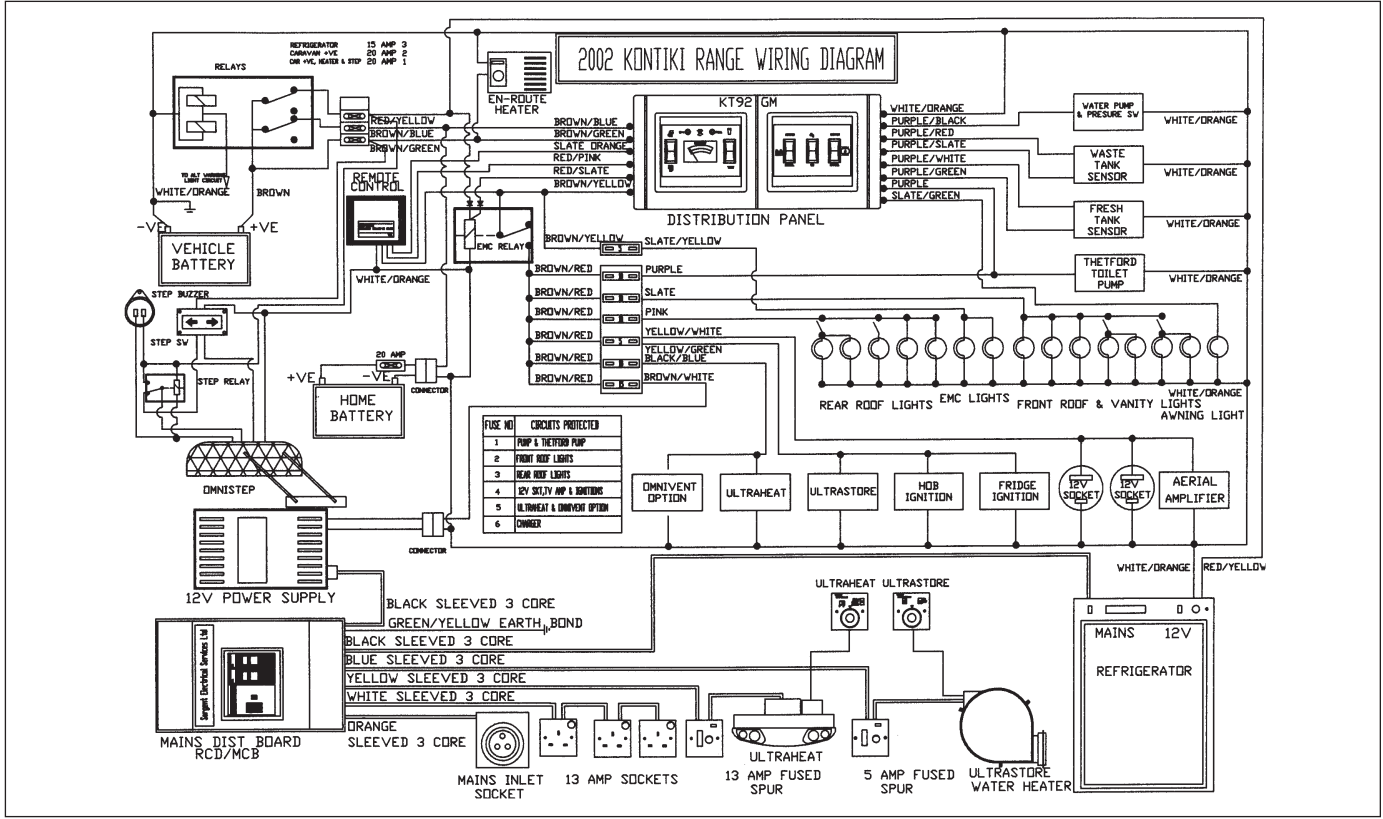 2002 KONTIKI RANGE WIRING DIAGRAM
REFRIGERATOR 15 AMP 3
CARAVAN +VE 20 AMP 2
CAR +VE, HEATER & STEP 20 AMP 1
RELAYS
EN-ROUTE
HEATER
RED/YELLOW
BROWN/BLUE
BROWN/GREEN
TO ALT WARNING
LIGHT CIRCUIT
WHITE/ORANGE
BROWN
-VE
+VE
VEHICLE
BATTERY
REMOTE
CONTROL
WHITE/ORANGE
BROWN/BLUE
BROWN/GREEN
SLATE ORANGE
RED/PINK
RED/SLATE
BROWN/YELLOW
KT92 GM
DISTRIBUTION PANEL
WHITE/ORANGE
PURPLE/BLACK
PURPLE/RED
PURPLE/SLATE
PURPLE/WHITE
PURPLE/GREEN
PURPLE
SLATE/GREEN
WATER PUMP
& PRESURE SW
WHITE/ORANGE
WASTE
TANK
SENSOR
WHITE/ORANGE
FRESH
TANK
SENSOR
WHITE/ORANGE
THETFORD
TOILET
PUMP
WHITE/ORANGE
EMC RELAY
BROWN/YELLOW
SLATE/YELLOW
BROWN/RED
PURPLE
BROWN/RED
SLATE
BROWN/RED
PINK
BROWN/RED
YELLOW/WHITE
YELLOW/GREEN
BROWN/RED
BLACK/BLUE
BROWN/RED
BROWN/WHITE
STEP BUZZER
STEP SW
STEP RELAY
20 AMP
+VE
-VE
CONNECTOR
HOME
BATTERY
OMNISTEP
REAR ROOF LIGHTS
EMC LIGHTS
FRONT ROOF & VANITY LIGHTS
WHITE/ORANGE
AWNING LIGHT
FUSE NO CIRCUITS PROTECTED
1 PUMP & THETFORD PUMP
2 FRONT ROOF LIGHTS
3 REAR ROOF LIGHTS
4 12V SKT,TV AMP & IGNITIONS
5 ULTRAHEAT & OMNIVENT OPTION
6 CHARGER
OMNIVENT
OPTION
ULTRAHEAT
ULTRASTORE
HOB
IGNITION
FRIDGE
IGNITION
12V
SOCKET
12V
SOCKET
AERIAL
AMPLIFIER
CONNECTOR
12V POWER SUPPLY
WHITE/ORANGE
RED/YELLOW
BLACK SLEEVED 3 CORE
GREEN/YELLOW EARTH BOND
BLACK SLEEVED 3 CORE
BLUE SLEEVED 3 CORE
YELLOW SLEEVED 3 CORE
WHITE SLEEVED 3 CORE
ORANGE
SLEEVED 3 CORE
Sargent Electrical Services Ltd
MAINS DIST BOARD
RCD/MCB
MAINS INLET
SOCKET
13 AMP SOCKETS
ULTRAHEAT ULTRASTORE
ULTRAHEAT
13 AMP FUSED
SPUR
5 AMP FUSED
SPUR
ULTRASTORE
WATER HEATER
MAINS 12V
REFRIGERATOR